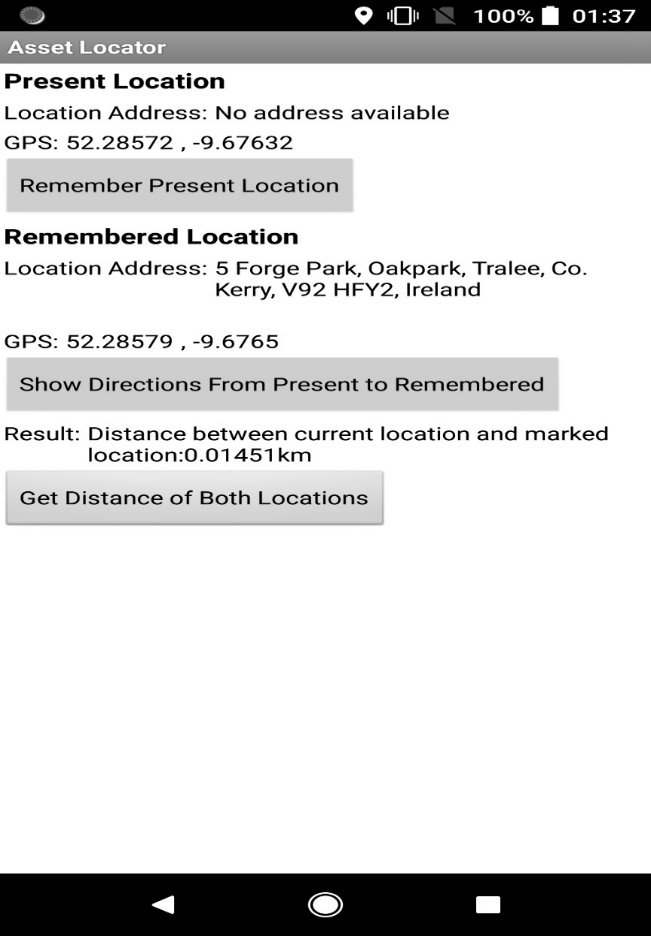 100% 01:37
Asset Locator
Present Location
Location Address: No address available
GPS: 52.28572 , -9.67632
Remember Present Location
Remembered Location
Location Address: 5 Forge Park, Oakpark, Tralee, Co.
Kerry, V92 HFY2, Ireland
GPS: 52.28579 , -9.6765
Show Directions From Present to Remembered
Result: Distance between current location and marked
location:0.01451km
Get Distance of Both Locations